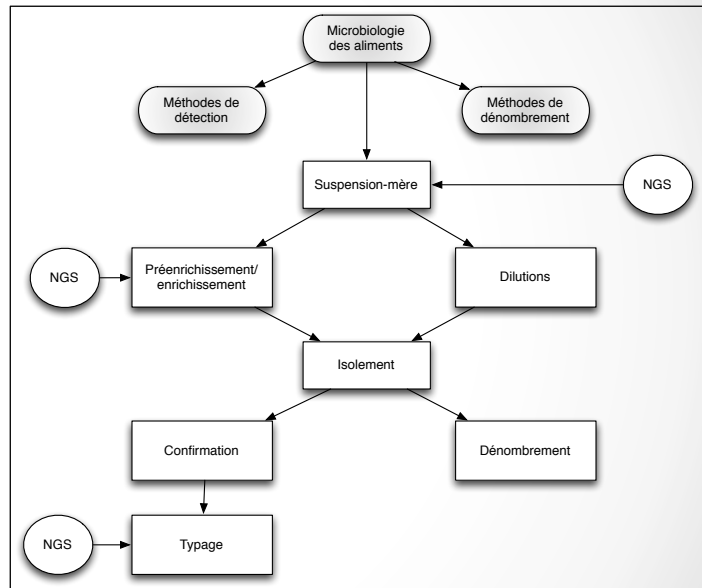 Microbiologie
des aliments
Méthodes de
détection
Méthodes de
dénombrement
Suspension-mère
NGS
NGS
Préenrichissement/
enrichissement
Dilutions
Isolement
Confirmation
Dénombrement
NGS
Typage